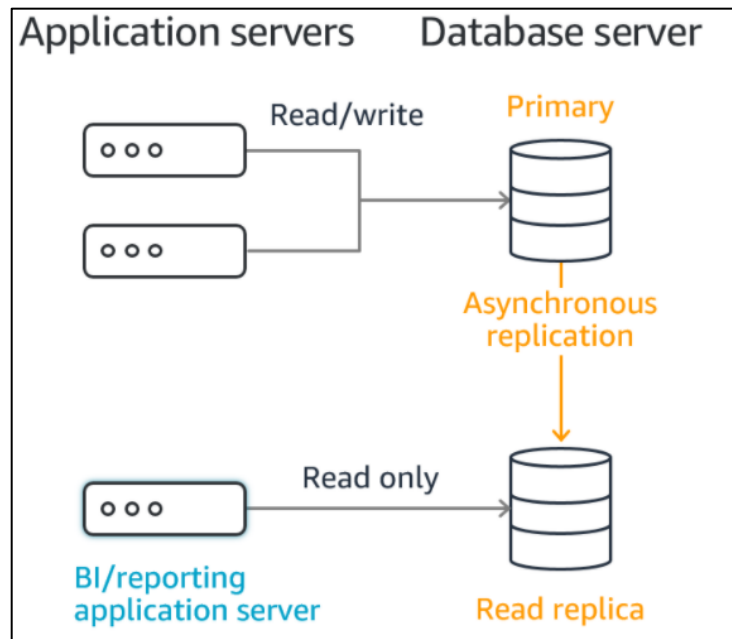 Application servers
Database server
Read/write
Primary
Asynchronous
replication
Read only
BI/reporting
application server
Read replica